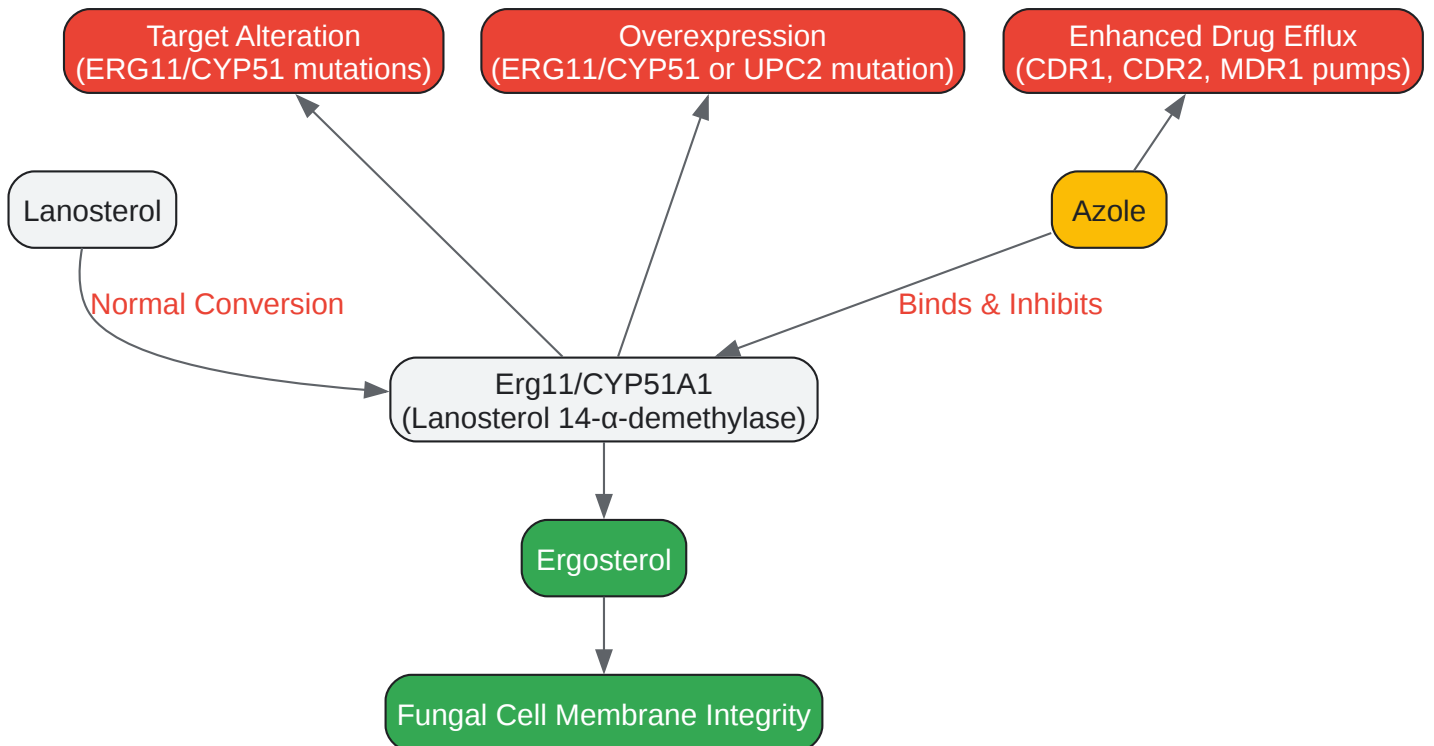 Target Alteration
(ERG11/CYP51 mutations)
Overexpression
(ERG11/CYP51 or UPC2 mutation)
Enhanced Drug Efflux
(CDR1, CDR2, MDR1 pumps)
Lanosterol
Azole
Normal Conversion
Binds & Inhibits
Erg11/CYP51A1
(Lanosterol 14-α-demethylase)
Ergosterol
Fungal Cell Membrane Integrity